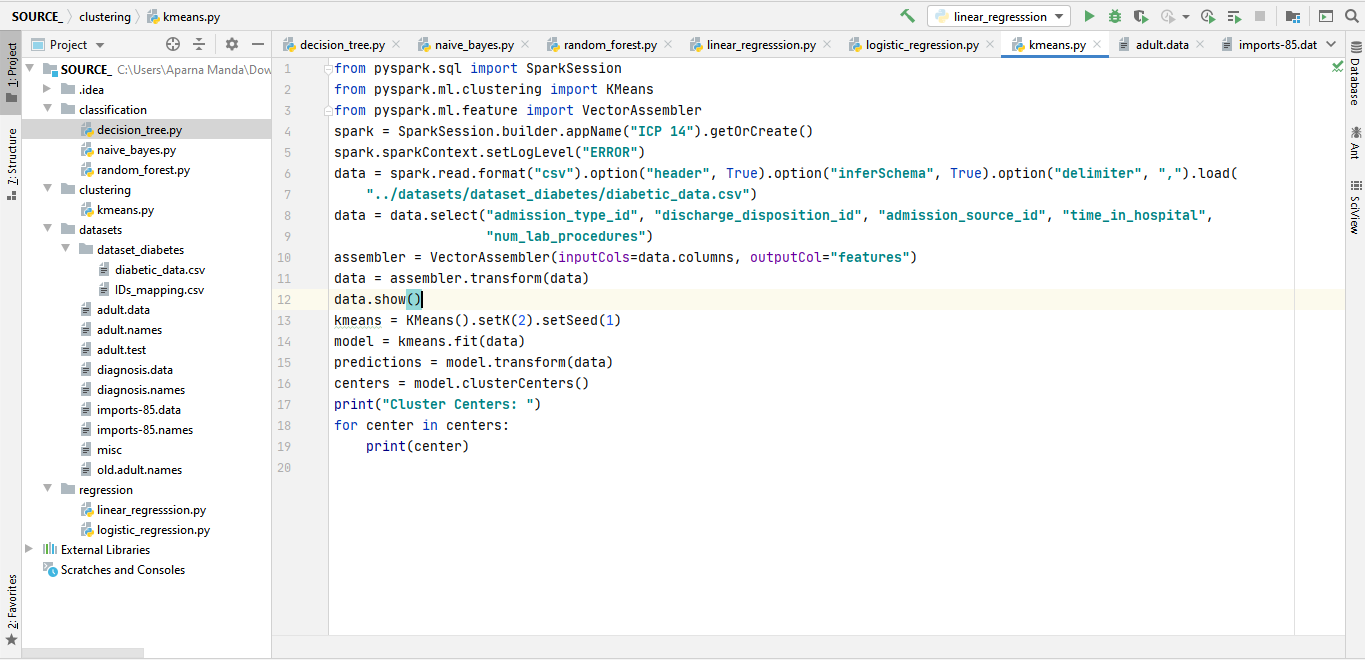 SOURCE_ clustering kmeans.py
linear_regresssion
Project
decision_tree.py naive_bayes.py random_forest.py linear_regresssion.py logistic_regression.py kmeans.py adult.data imports-85.dat
1: Project
7: Structure
2: Favorites
SOURCE_ C:\Users\Aparna Manda\Dow
.idea
classification
decision_tree.py
naive_bayes.py
random_forest.py
clustering
kmeans.py
datasets
dataset_diabetes
diabetic_data.csv
IDs_mapping.csv
adult.data
adult.names
adult.test
diagnosis.data
diagnosis.names
imports-85.data
imports-85.names
misc
old.adult.names
regression
linear_regresssion.py
logistic_regression.py
External Libraries
Scratches and Consoles
1 from pyspark.sql import SparkSession
2 from pyspark.ml.clustering import KMeans
3 from pyspark.ml.feature import VectorAssembler
4 spark = SparkSession.builder.appName("ICP 14").getOrCreate()
5 spark.sparkContext.setLogLevel("ERROR")
6 data = spark.read.format("csv").option("header", True).option("inferSchema", True).option("delimiter", ",").load(
7 "../datasets/dataset_diabetes/diabetic_data.csv")
8 data = data.select("admission_type_id", "discharge_disposition_id", "admission_source_id", "time_in_hospital",
9 "num_lab_procedures")
10 assembler = VectorAssembler(inputCols=data.columns, outputCol="features")
11 data = assembler.transform(data)
12 data.show()
13 kmeans = KMeans().setK(2).setSeed(1)
14 model = kmeans.fit(data)
15 predictions = model.transform(data)
16 centers = model.clusterCenters()
17 print("Cluster Centers: ")
18 for center in centers:
19 print(center)
20
Database
Ant
SciView